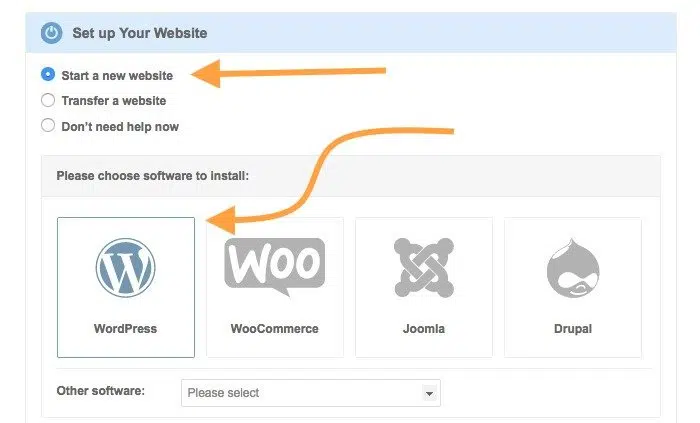 Set up Your Website
Start a new website
Transfer a website
Don't need help now
Please choose software to install:
W
WOO
WordPress
WooCommerce
Joomla
Drupal
Other software:
Please select